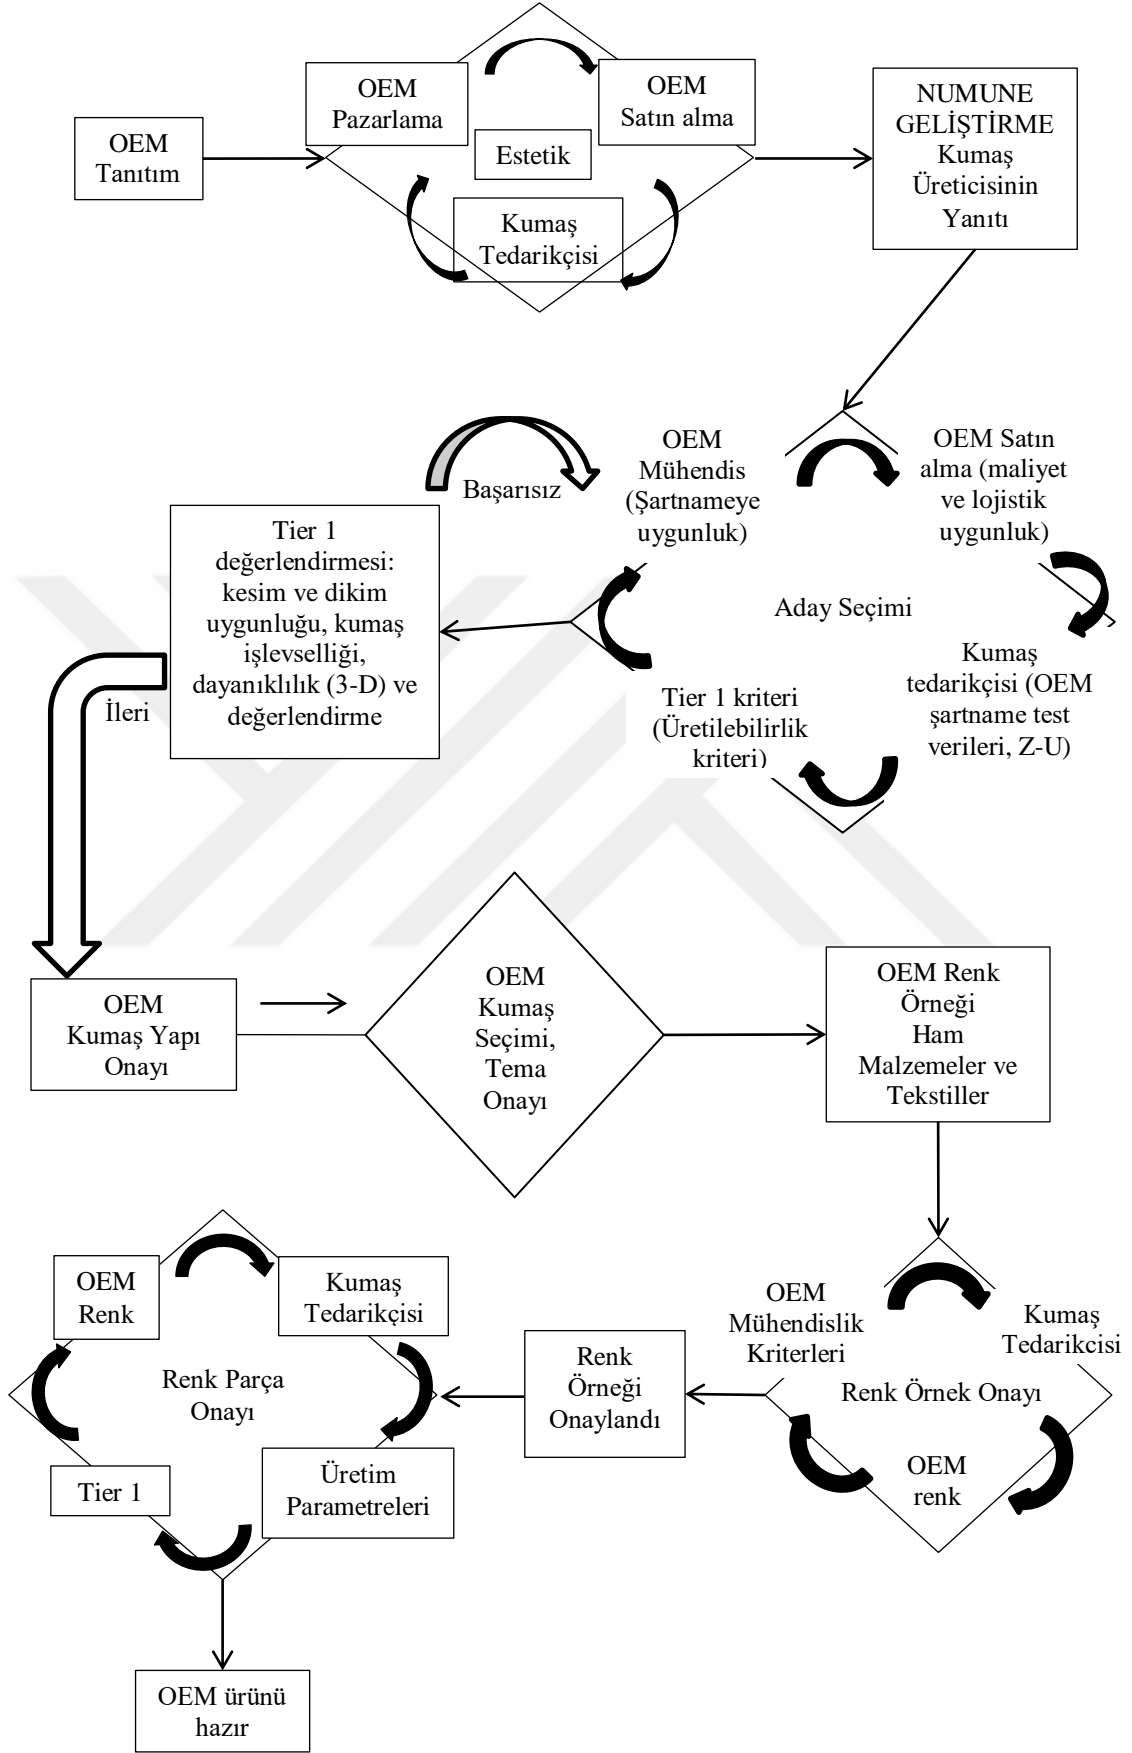 OEM
Tanıtım
OEM
Pazarlama
OEM
Satın alma
Estetik
Kumaş
Tedarikçisi
NUMUNE
GELİŞTİRME
Kumaş
Üreticisinin
Yanıtı
OEM
Mühendis
(Şartnameye
uygunluk)
OEM Satın
alma (maliyet
ve lojistik
uygunluk)
Aday Seçimi
Kumaş
tedarikçisi (OEM
şartname test
verileri, Z-U)
Tier 1 kriteri
(Üretilebilirlik
kriteri)
Başarısız
Tier 1
değerlendirmesi:
kesim ve dikim
uygunluğu, kumaş
işlevselliği,
dayanıklılık (3-D) ve
değerlendirme
İleri
OEM
Kumaş Yapı
Onayı
OEM
Kumaş
Seçimi,
Tema
Onayı
OEM Renk
Örneği
Ham
Malzemeler ve
Tekstiller
OEM
Mühendislik
Kriterleri
Kumaş
Tedarikcisi
Renk Örnek Onayı
OEM
renk
Renk
Örneği
Onaylandı
OEM
Renk
Kumaş
Tedarikçisi
Renk Parça
Onayı
Üretim
Parametreleri
Tier 1
OEM ürünü
hazır